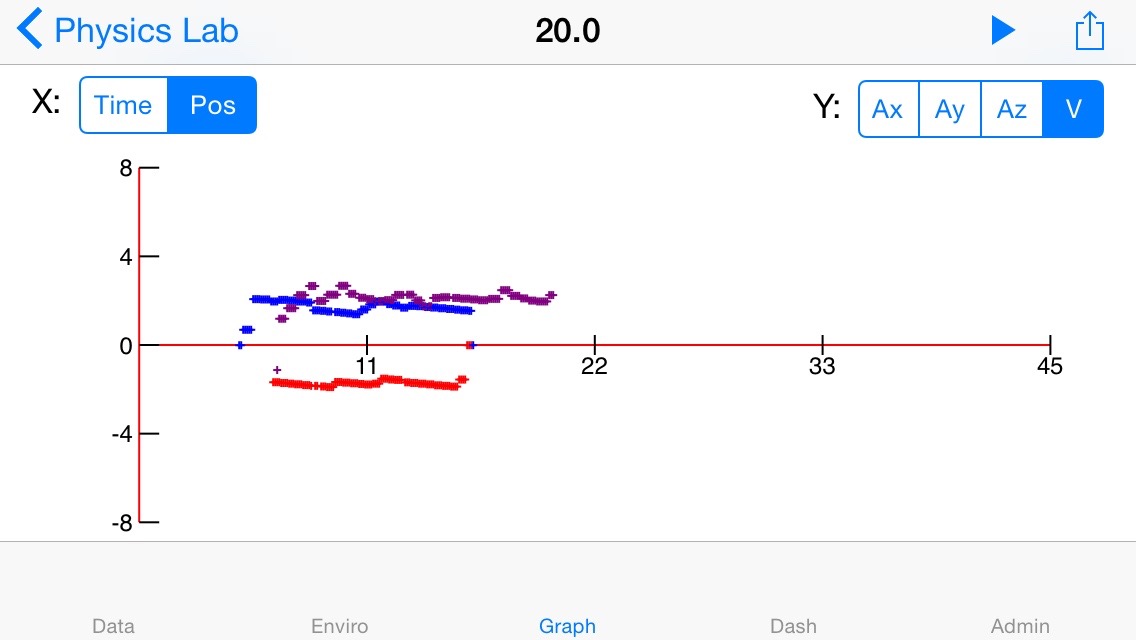 Physics Lab 20.0
X: Time Pos Y: Ax Ay Az V
8
4
0
11 22 33 45
-4
-8
Data Enviro Graph Dash Admin